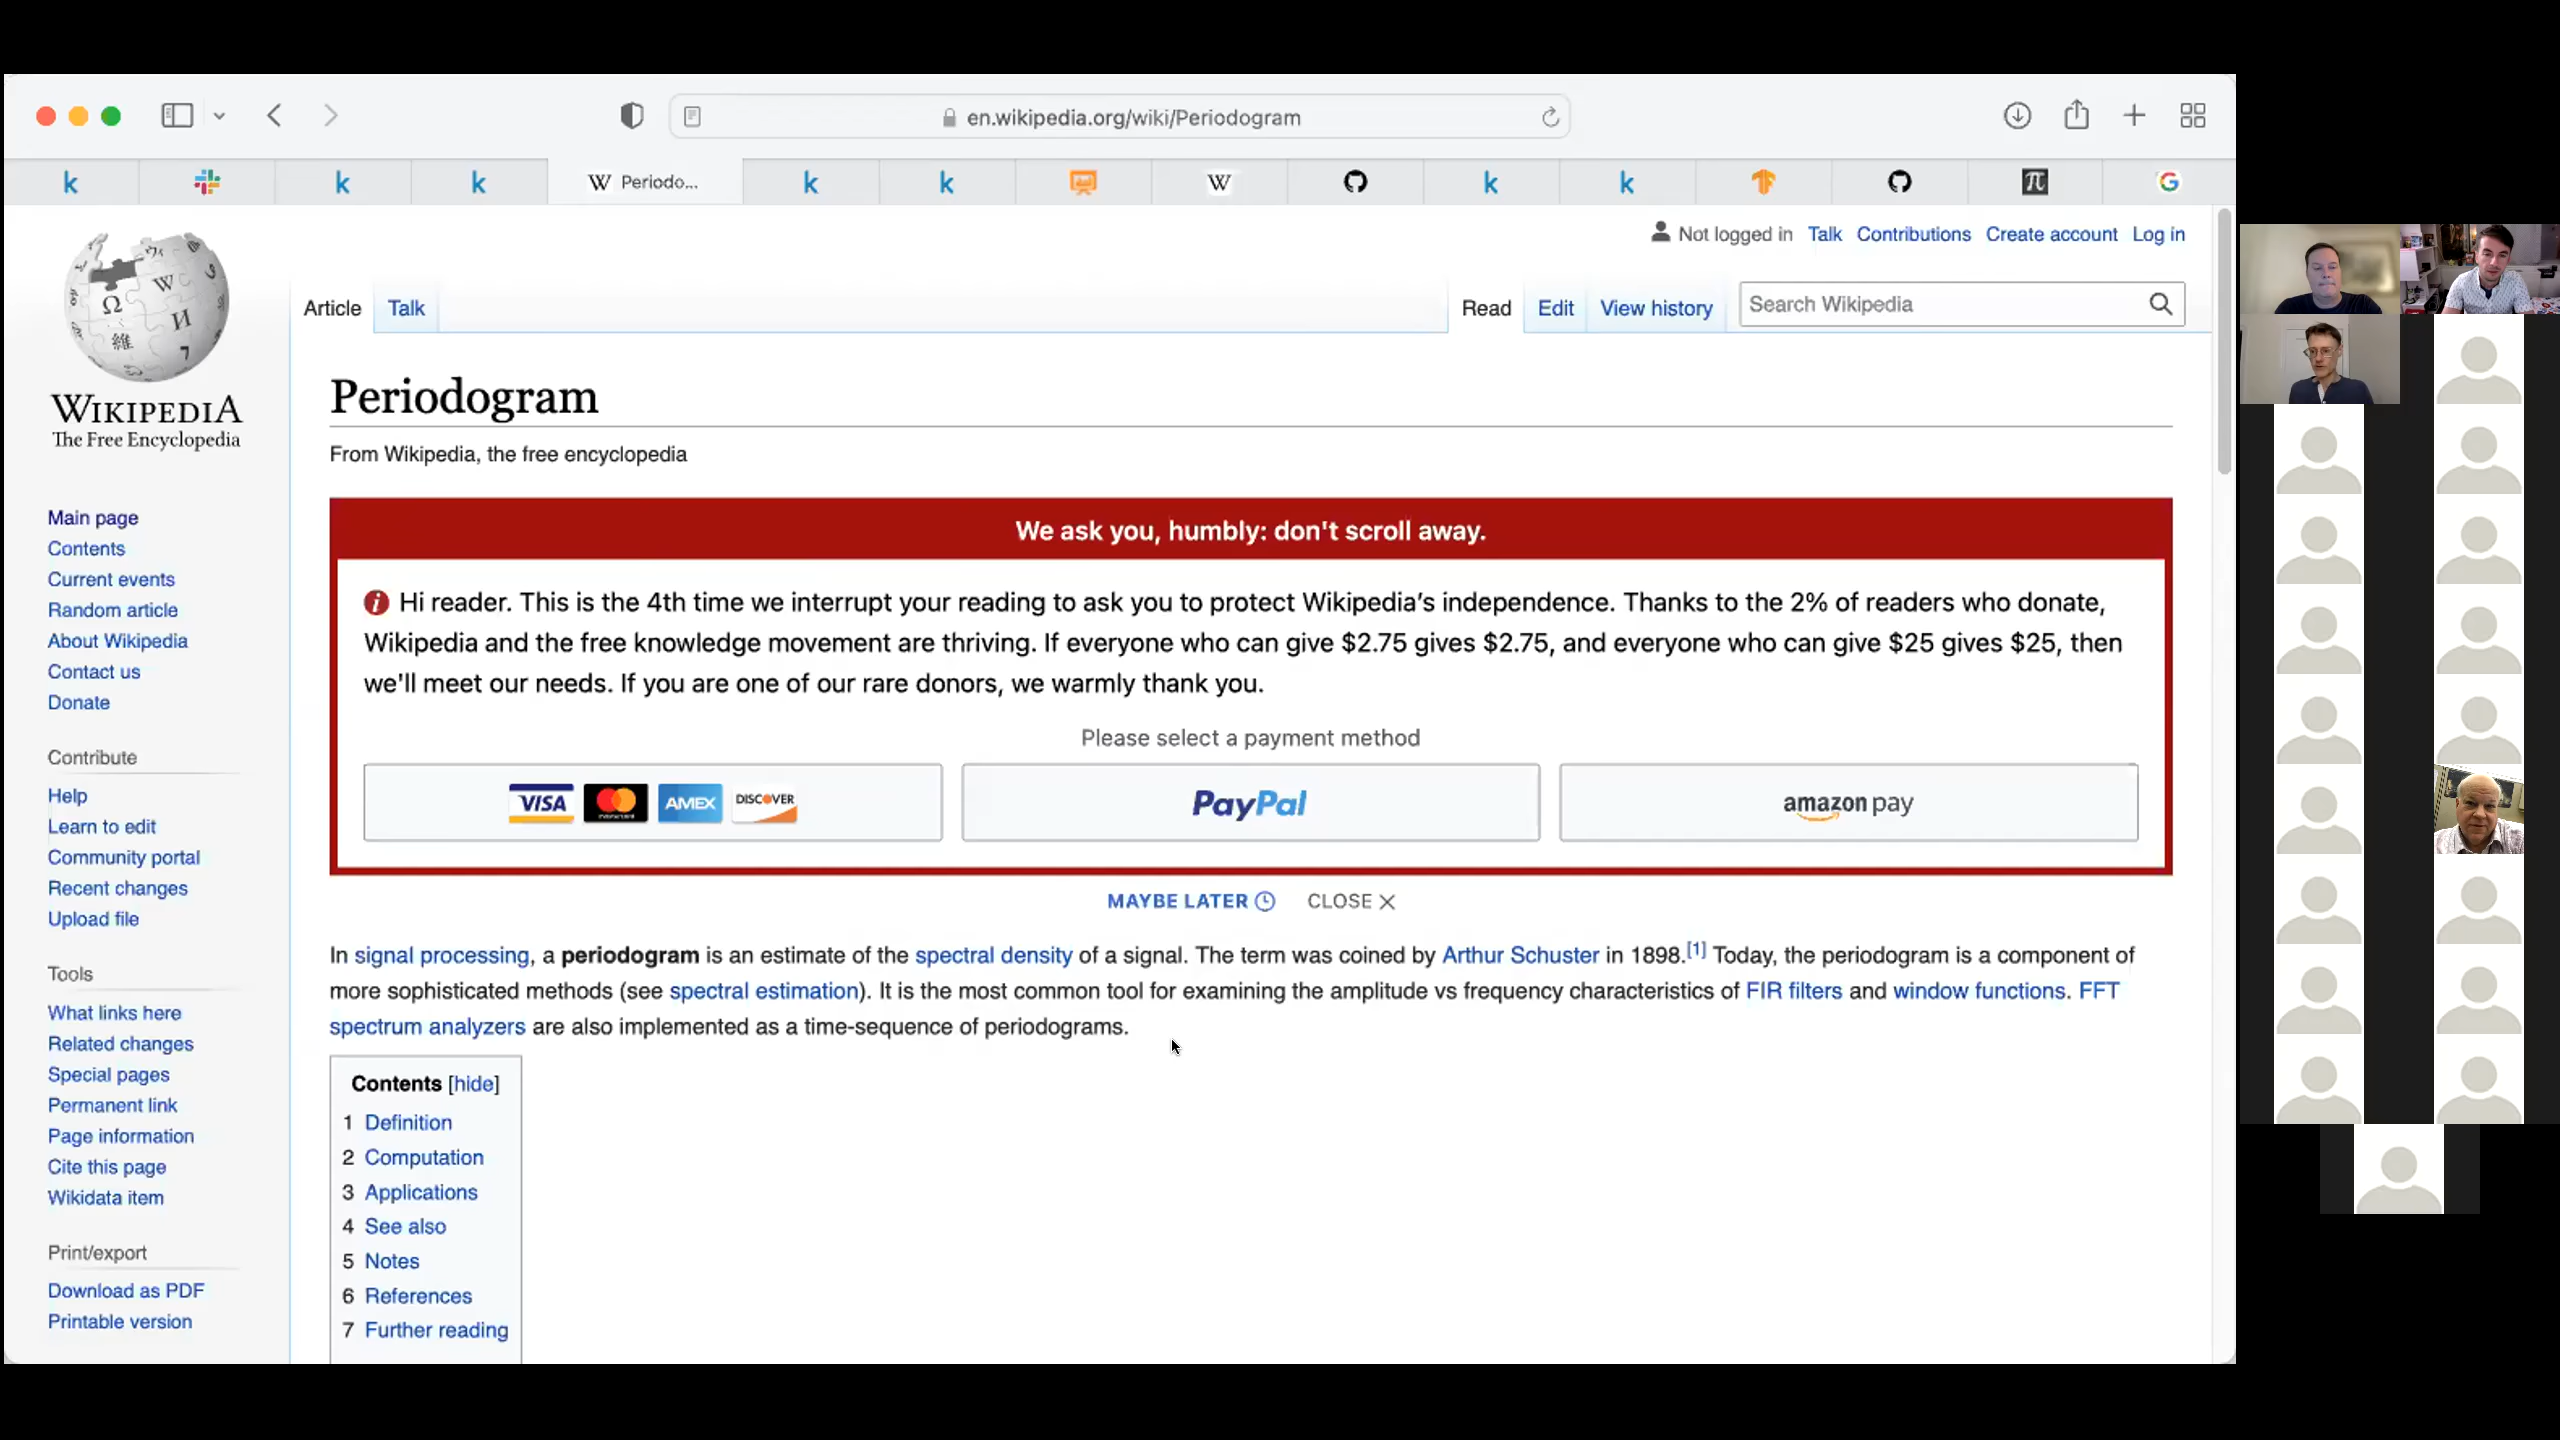 en.wikipedia.org/wiki/Periodogram
W Periodo...
Not logged in Talk Contributions Create account Log in
Article Talk Read Edit View history Search Wikipedia
WIKIPEDIA
The Free Encyclopedia
Main page
Contents
Current events
Random article
About Wikipedia
Contact us
Donate
Contribute
Help
Learn to edit
Community portal
Recent changes
Upload file
Tools
What links here
Related changes
Special pages
Permanent link
Page information
Cite this page
Wikidata item
Print/export
Download as PDF
Printable version
Periodogram
From Wikipedia, the free encyclopedia
We ask you, humbly: don't scroll away.
Hi reader. This is the 4th time we interrupt your reading to ask you to protect Wikipedia’s independence. Thanks to the 2% of readers who donate,
Wikipedia and the free knowledge movement are thriving. If everyone who can give $2.75 gives $2.75, and everyone who can give $25 gives $25, then
we'll meet our needs. If you are one of our rare donors, we warmly thank you.
Please select a payment method
VISA mastercard AMEX DISCOVER
PayPal
amazon pay
MAYBE LATER CLOSE
In signal processing, a periodogram is an estimate of the spectral density of a signal. The term was coined by Arthur Schuster in 1898.[1] Today, the periodogram is a component of
more sophisticated methods (see spectral estimation). It is the most common tool for examining the amplitude vs frequency characteristics of FIR filters and window functions. FFT
spectrum analyzers are also implemented as a time-sequence of periodograms.
Contents [hide]
1 Definition
2 Computation
3 Applications
4 See also
5 Notes
6 References
7 Further reading